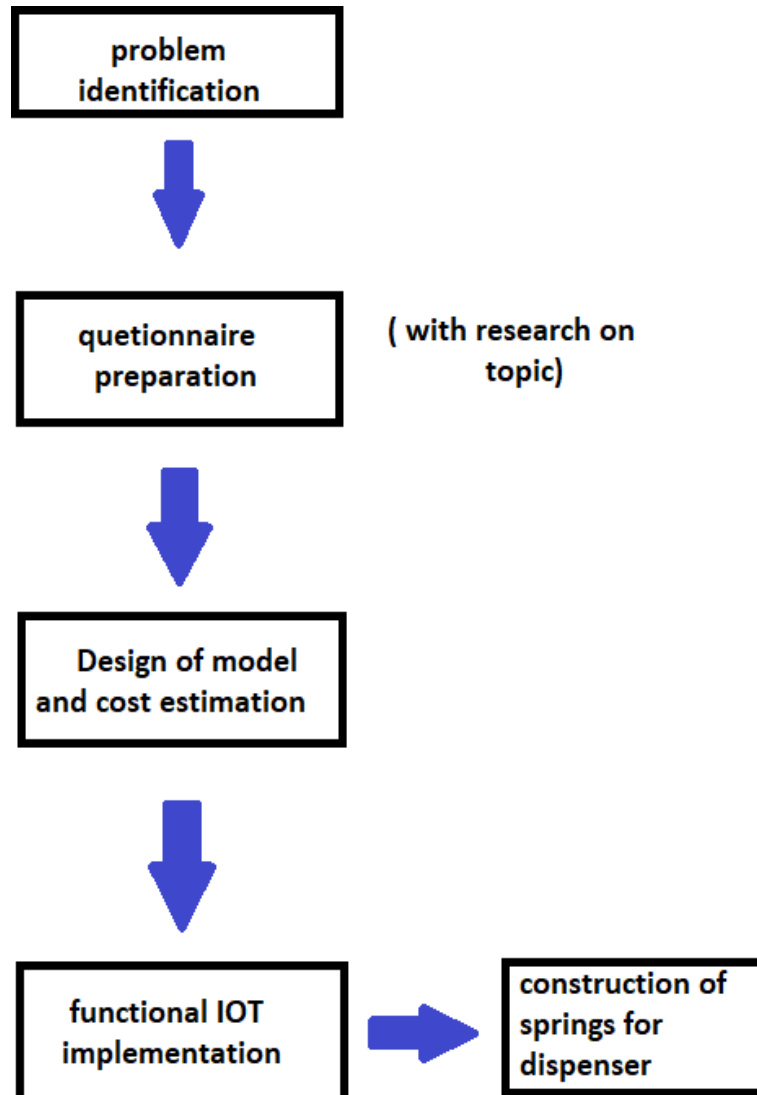 problem
identification
quetionnaire
preparation
( with research on
topic)
Design of model
and cost estimation
functional IOT
implementation
construction of
springs for
dispenser